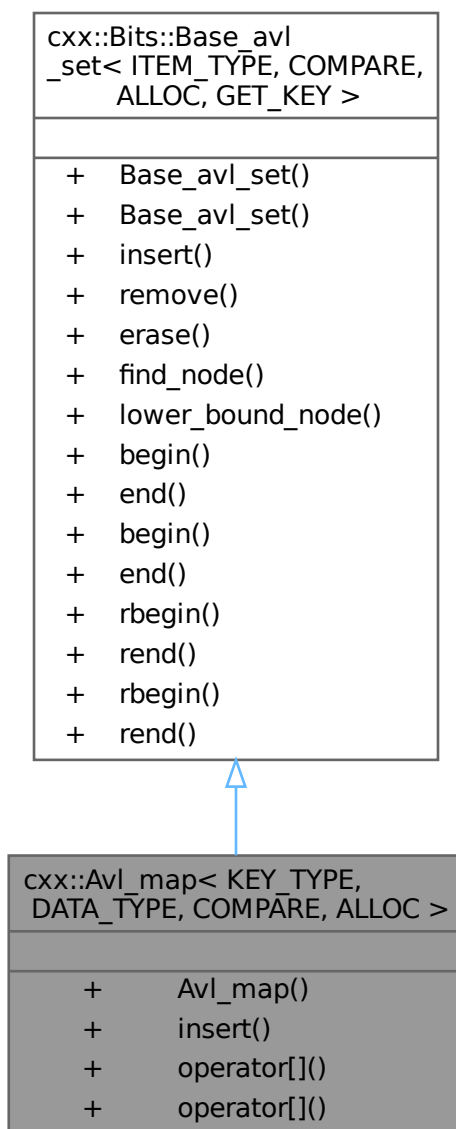 cxx::Bits::Base_avl
_set< ITEM_TYPE, COMPARE,
ALLOC, GET_KEY >
+ Base_avl_set()
+ Base_avl_set()
+ insert()
+ remove()
+ erase()
+ find_node()
+ lower_bound_node()
+ begin()
+ end()
+ begin()
+ end()
+ rbegin()
+ rend()
+ rbegin()
+ rend()
cxx::Avl_map< KEY_TYPE,
DATA_TYPE, COMPARE, ALLOC >
+ Avl_map()
+ insert()
+ operator[]()
+ operator[]()